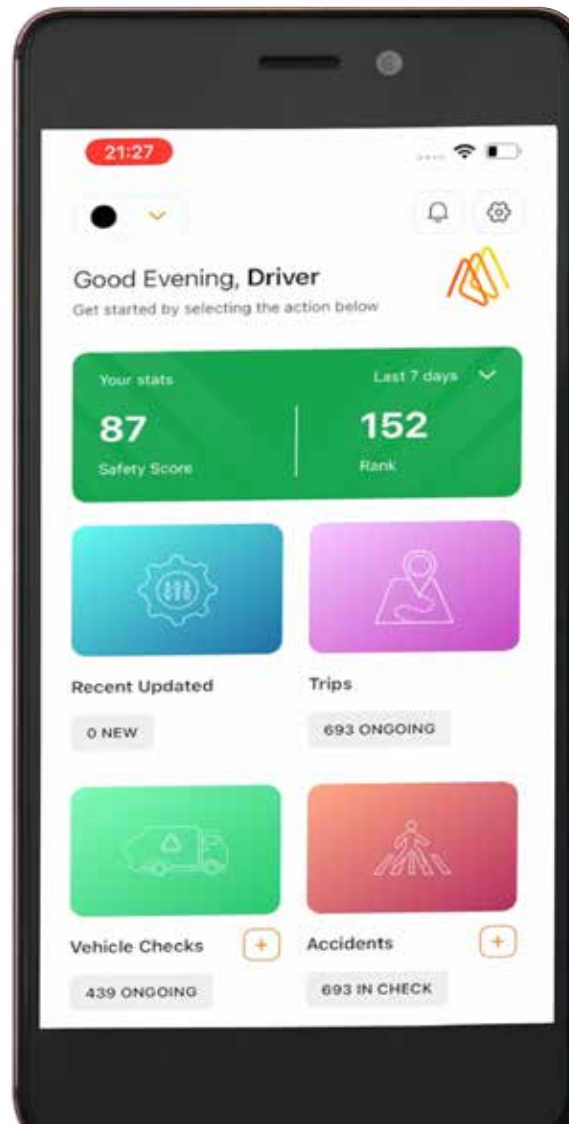 21:27
Good Evening, Driver
Get started by selecting the action below
Your stats
Last 7 days
87
152
Safety Score
Rank
Recent Updated
Trips
0 NEW
693 ONGOING
Vehicle Checks
Accidents
439 ONGOING
693 IN CHECK